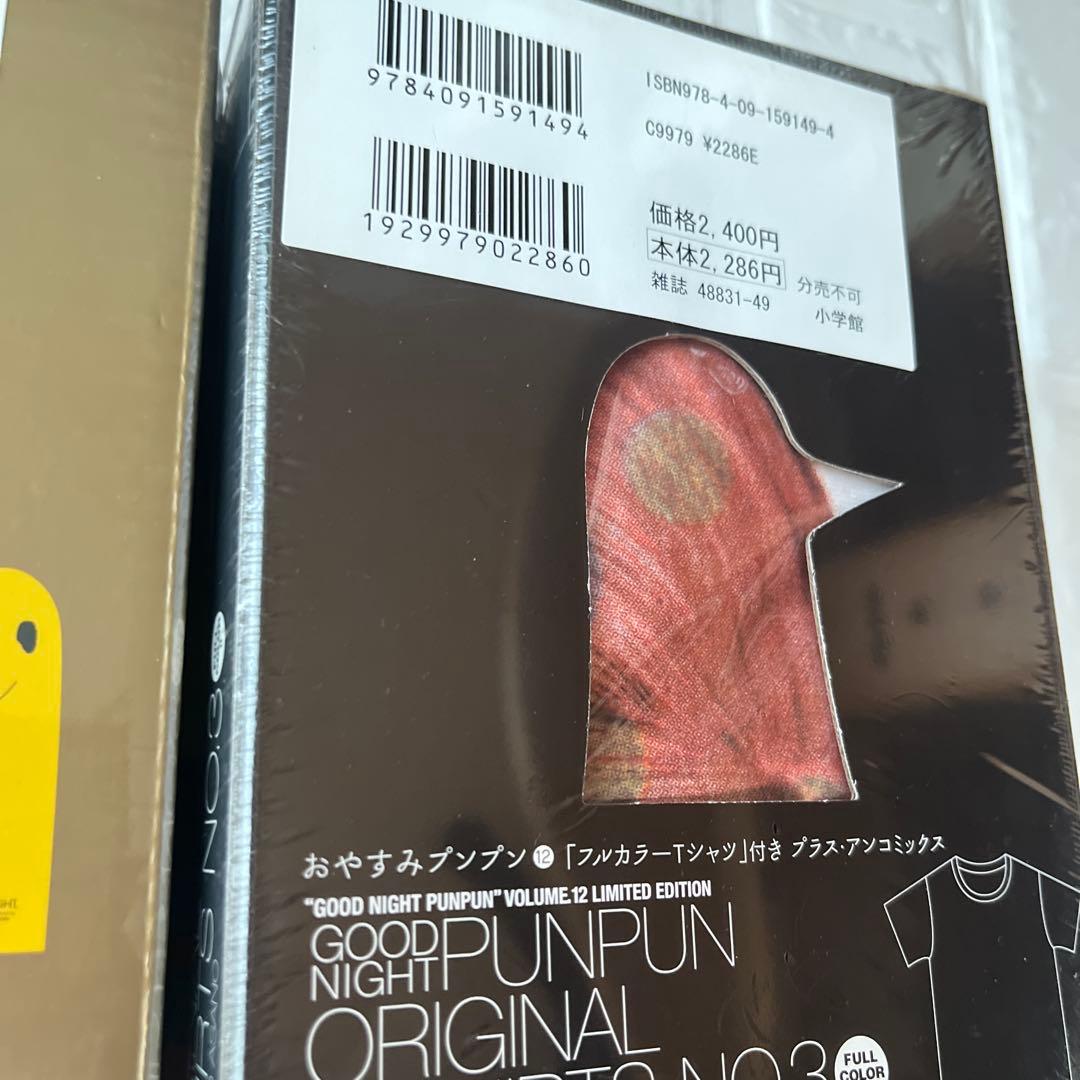 9784091591494
ISBN978-4-09-159149-4
C9979 ¥2286E
1929979022860
価格2,400円
本体2,286円
雑誌 48831-49
分売不可
小学館
おやすみプンプン⑫「フルカラーTシャツ」付き プラス・アンコミックス
"GOOD NIGHT PUNPUN" VOLUME.12 LIMITED EDITION
GOOD NIGHT PUNPUN
ORIGINAL
NO.3
FULL COLOR
NO.3